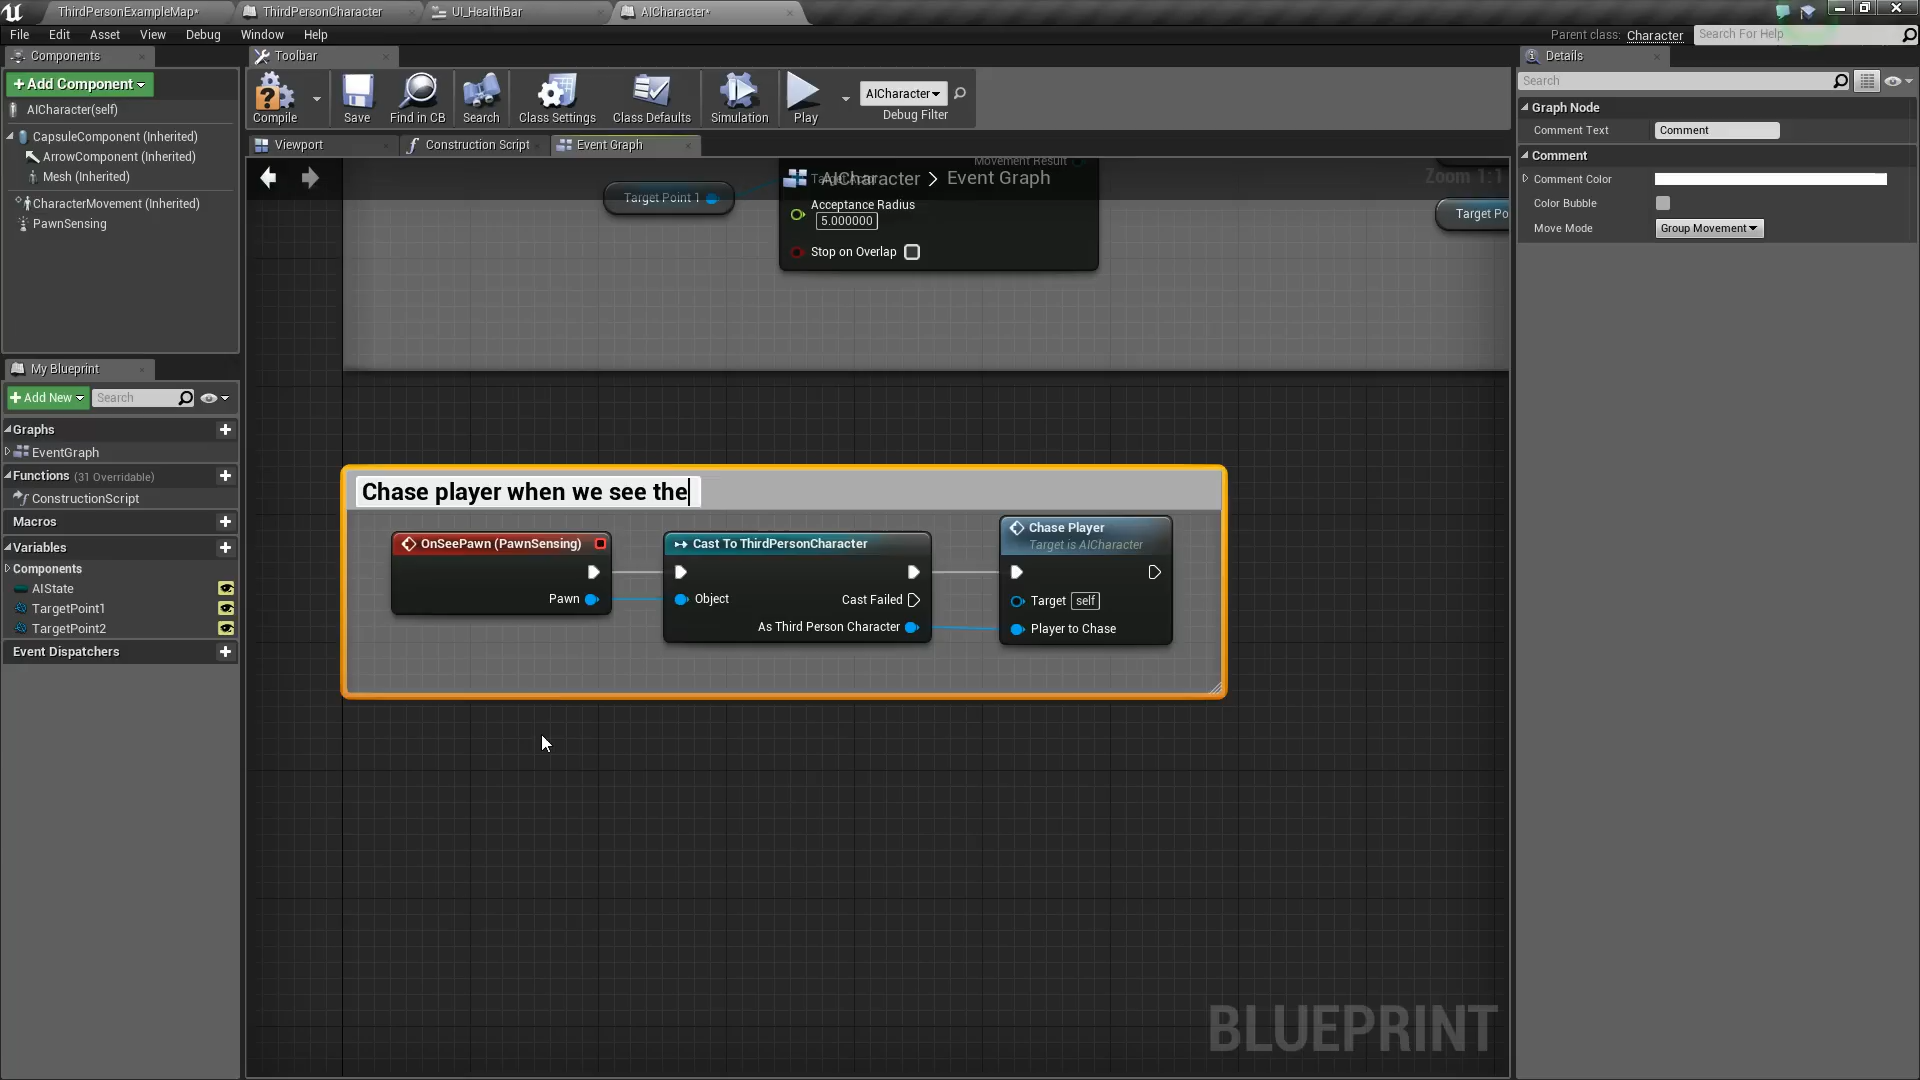 ThirdPersonExampleMap*
ThirdPersonCharacter
UI_HealthBar
AICharacter*
File Edit Asset View Debug Window Help
Parent class: Character
Search For Help
Components
+Add Component
AICharacter(self)
CapsuleComponent (Inherited)
ArrowComponent (Inherited)
Mesh (Inherited)
CharacterMovement (Inherited)
PawnSensing
My Blueprint
+Add New
Search
Graphs
EventGraph
Functions (31 Overridable)
ConstructionScript
Macros
Variables
Components
AIState
TargetPoint1
TargetPoint2
Event Dispatchers
Toolbar
Compile
Save
Find in CB
Search
Class Settings
Class Defaults
Simulation
Play
AICharacter
Debug Filter
Viewport
Construction Script
Event Graph
AICharacter > Event Graph
Zoom 1:1
Movement Result
Target Point 1
Acceptance Radius
5.000000
Stop on Overlap
Target Po
Chase player when we see the
OnSeePawn (PawnSensing)
Pawn
Cast To ThirdPersonCharacter
Object
Cast Failed
As Third Person Character
Chase Player
Target is AICharacter
Target self
Player to Chase
BLUEPRINT
Details
Search
Graph Node
Comment Text Comment
Comment
Comment Color
Color Bubble
Move Mode Group Movement